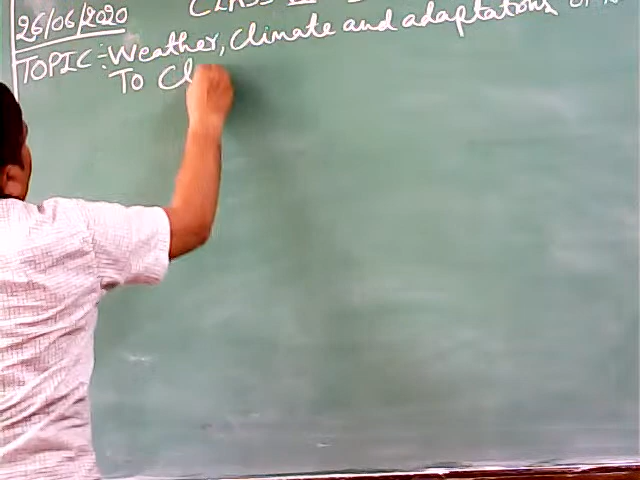 26/06/2020
CLASS
TOPIC:- Weather, Climate and adaptations of
To Cl